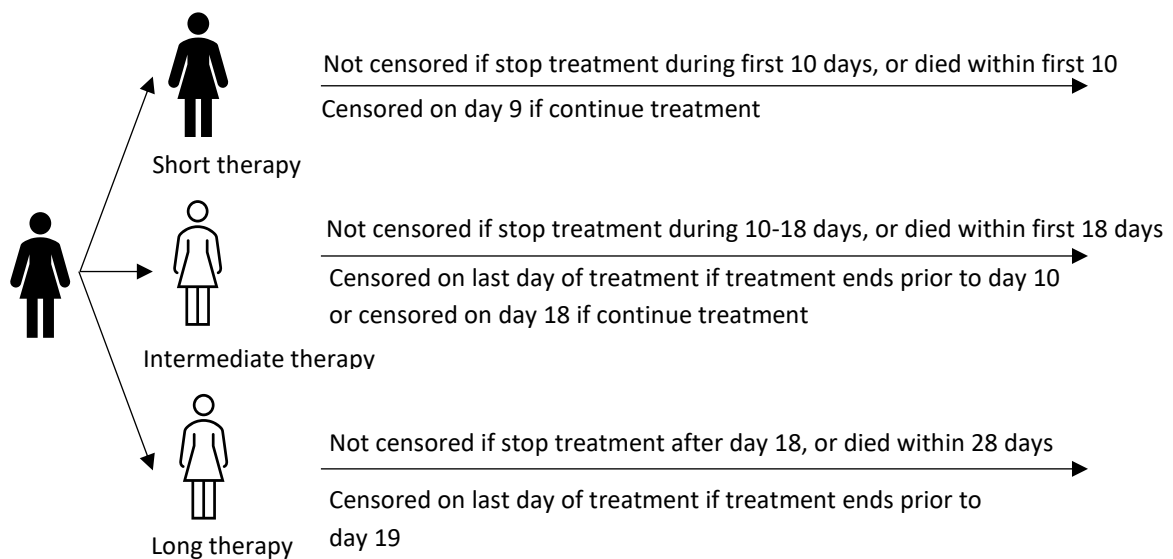 Not censored if stop treatment during first 10 days, or died within first 10
Censored on day 9 if continue treatment
Short therapy
Not censored if stop treatment during 10-18 days, or died within first 18 days
Censored on last day of treatment if treatment ends prior to day 10
or censored on day 18 if continue treatment
Intermediate therapy
Not censored if stop treatment after day 18, or died within 28 days
Censored on last day of treatment if treatment ends prior to
day 19
Long therapy